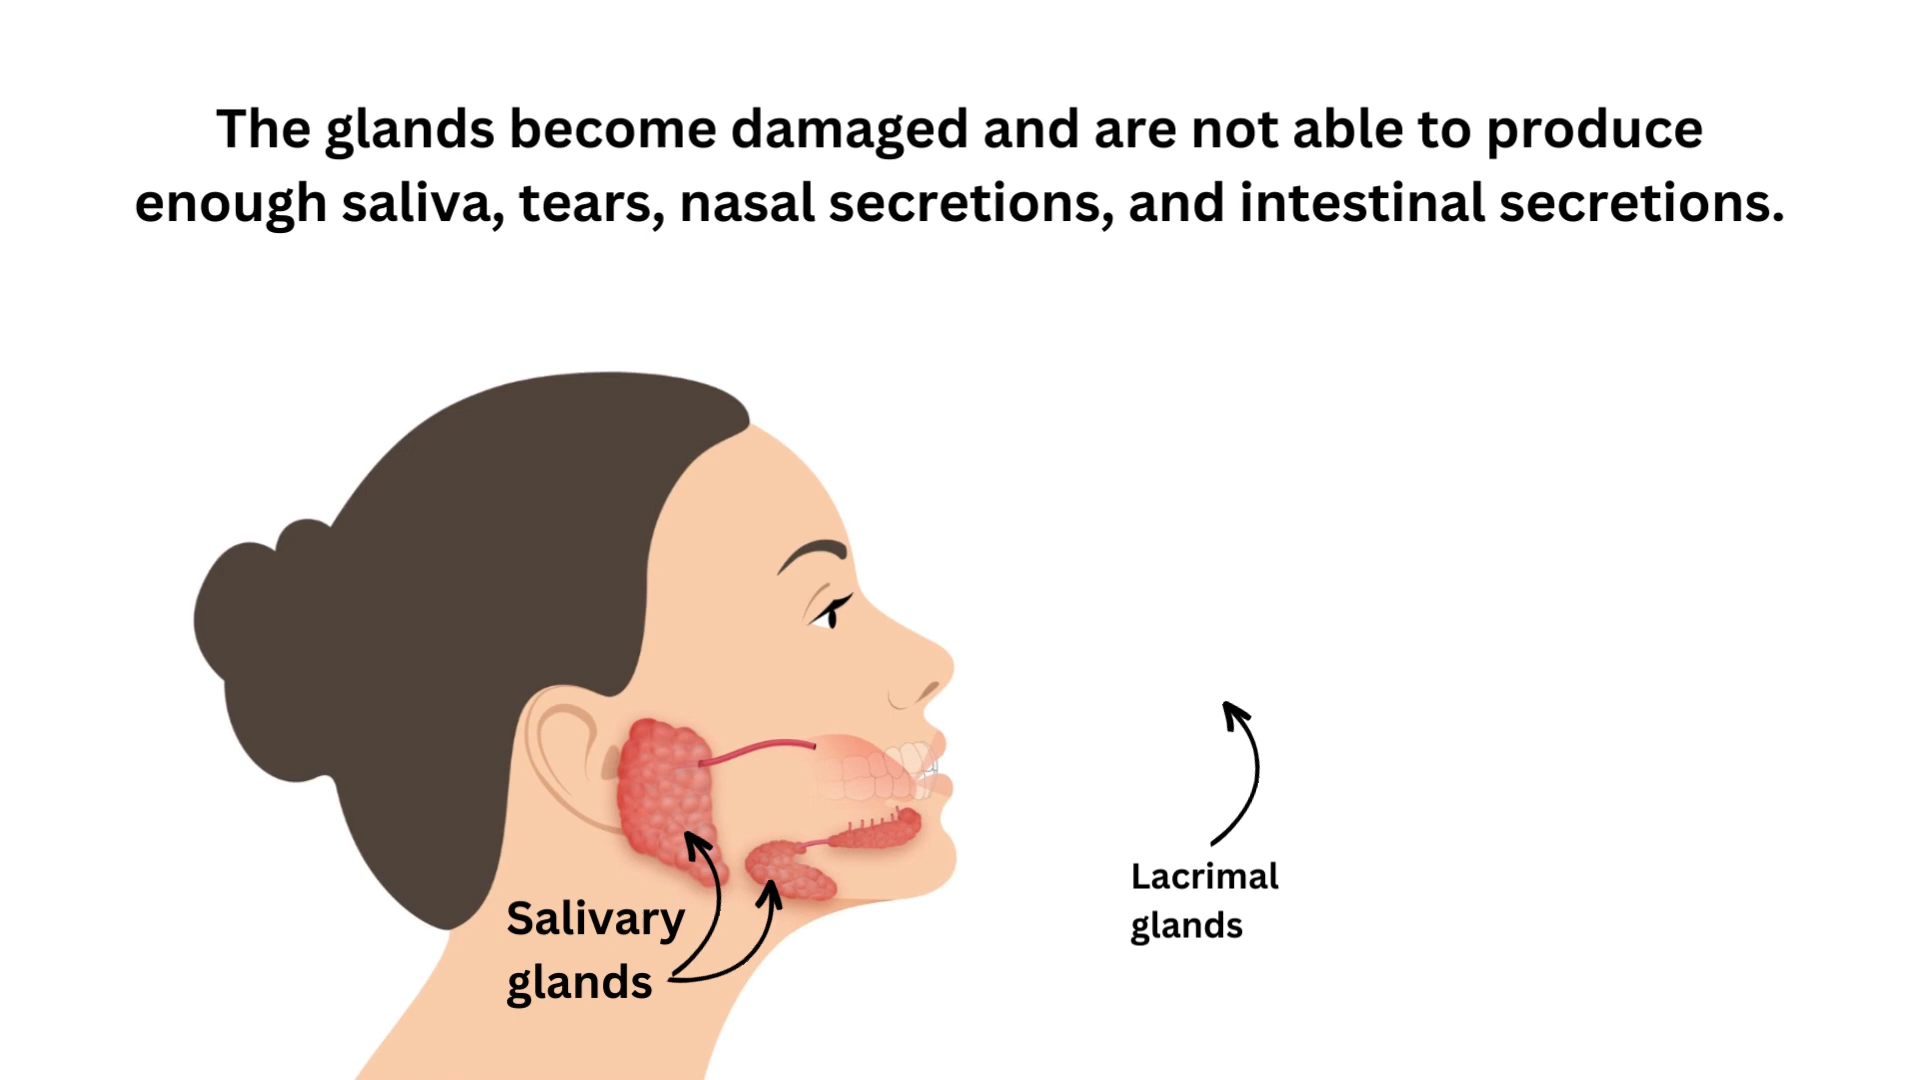 The glands become damaged and are not able to produce
enough saliva, tears, nasal secretions, and intestinal secretions.
Salivary
glands
Lacrimal
glands